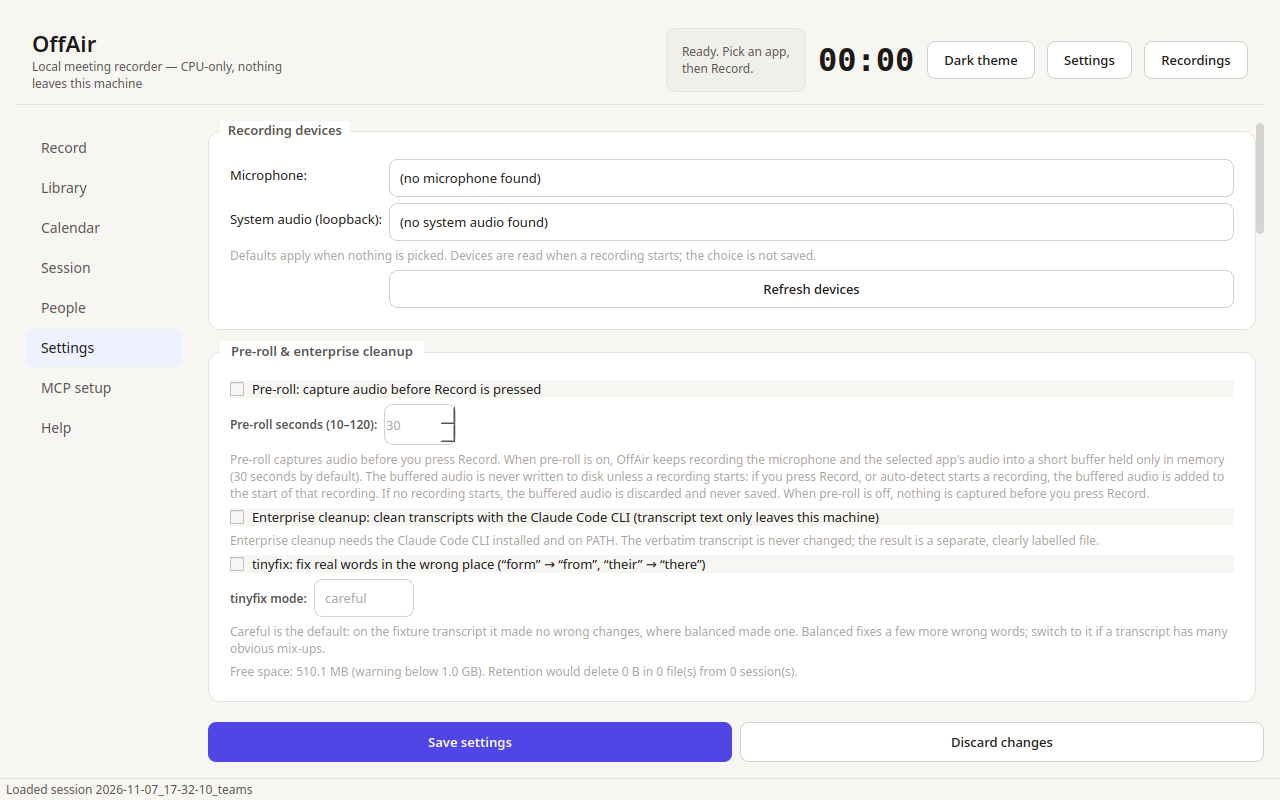 OffAir
Local meeting recorder — CPU-only, nothing
leaves this machine
Ready. Pick an app,
then Record.
00:00
Dark theme
Settings
Recordings
Record
Library
Calendar
Session
People
Settings
MCP setup
Help
Recording devices
Microphone:
(no microphone found)
System audio (loopback):
(no system audio found)
Defaults apply when nothing is picked. Devices are read when a recording starts; the choice is not saved.
Refresh devices
Pre-roll & enterprise cleanup
Pre-roll: capture audio before Record is pressed
Pre-roll seconds (10–120):
30
Pre-roll captures audio before you press Record. When pre-roll is on, OffAir keeps recording the microphone and the selected app's audio into a short buffer held only in memory
(30 seconds by default). The buffered audio is never written to disk unless a recording starts: if you press Record, or auto-detect starts a recording, the buffered audio is added to
the start of that recording. If no recording starts, the buffered audio is discarded and never saved. When pre-roll is off, nothing is captured before you press Record.
Enterprise cleanup: clean transcripts with the Claude Code CLI (transcript text only leaves this machine)
Enterprise cleanup needs the Claude Code CLI installed and on PATH. The verbatim transcript is never changed; the result is a separate, clearly labelled file.
tinyfix: fix real words in the wrong place (“form” → “from”, “their” → “there”)
tinyfix mode:
careful
Careful is the default: on the fixture transcript it made no wrong changes, where balanced made one. Balanced fixes a few more wrong words; switch to it if a transcript has many
obvious mix-ups.
Free space: 510.1 MB (warning below 1.0 GB). Retention would delete 0 B in 0 file(s) from 0 session(s).
Save settings
Discard changes
Loaded session 2026-11-07_17-32-10_teams